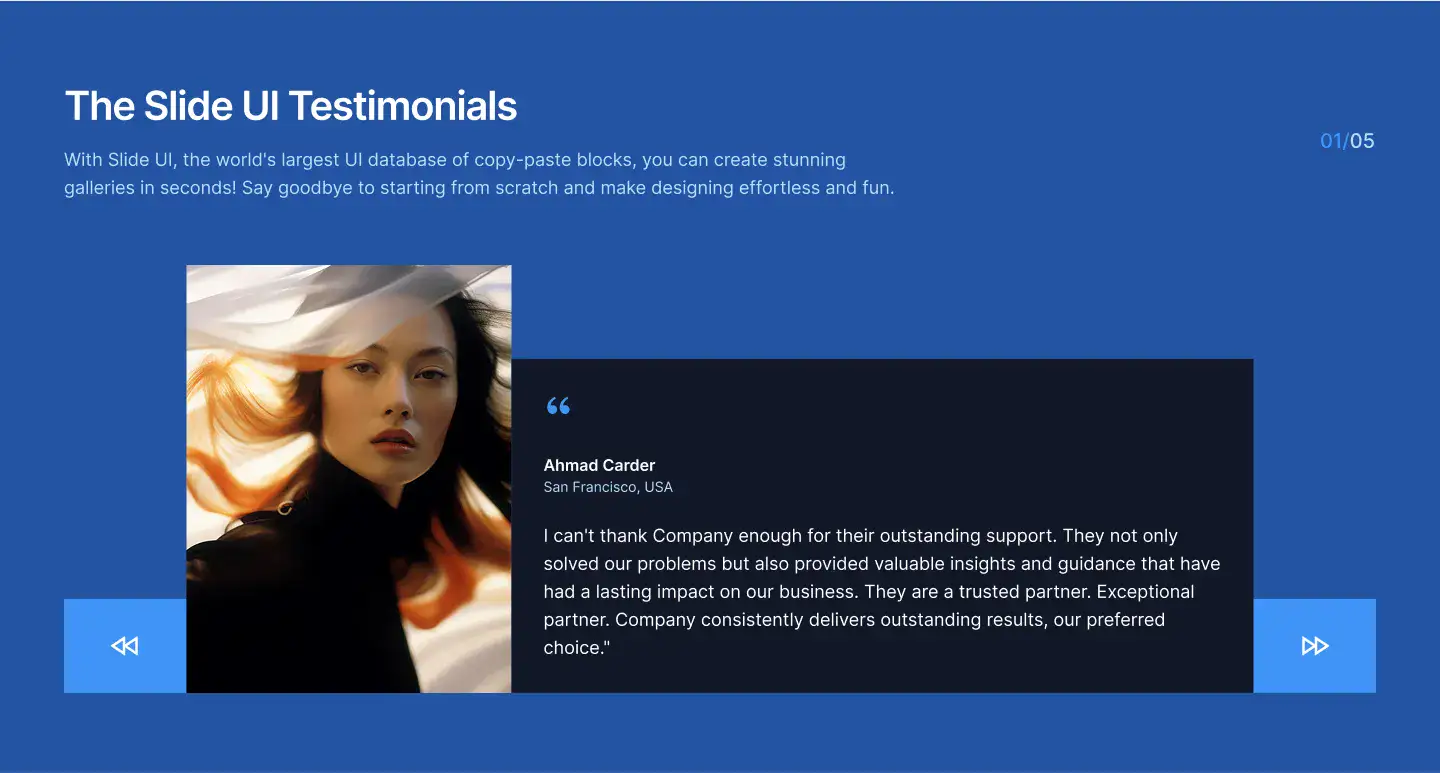 The Slide UI Testimonials
With Slide UI, the world's largest UI database of copy-paste blocks, you can create stunning
galleries in seconds! Say goodbye to starting from scratch and make designing effortless and fun.
01/05
“
Ahmad Carder
San Francisco, USA
I can't thank Company enough for their outstanding support. They not only
solved our problems but also provided valuable insights and guidance that have
had a lasting impact on our business. They are a trusted partner. Exceptional
partner. Company consistently delivers outstanding results, our preferred
choice."